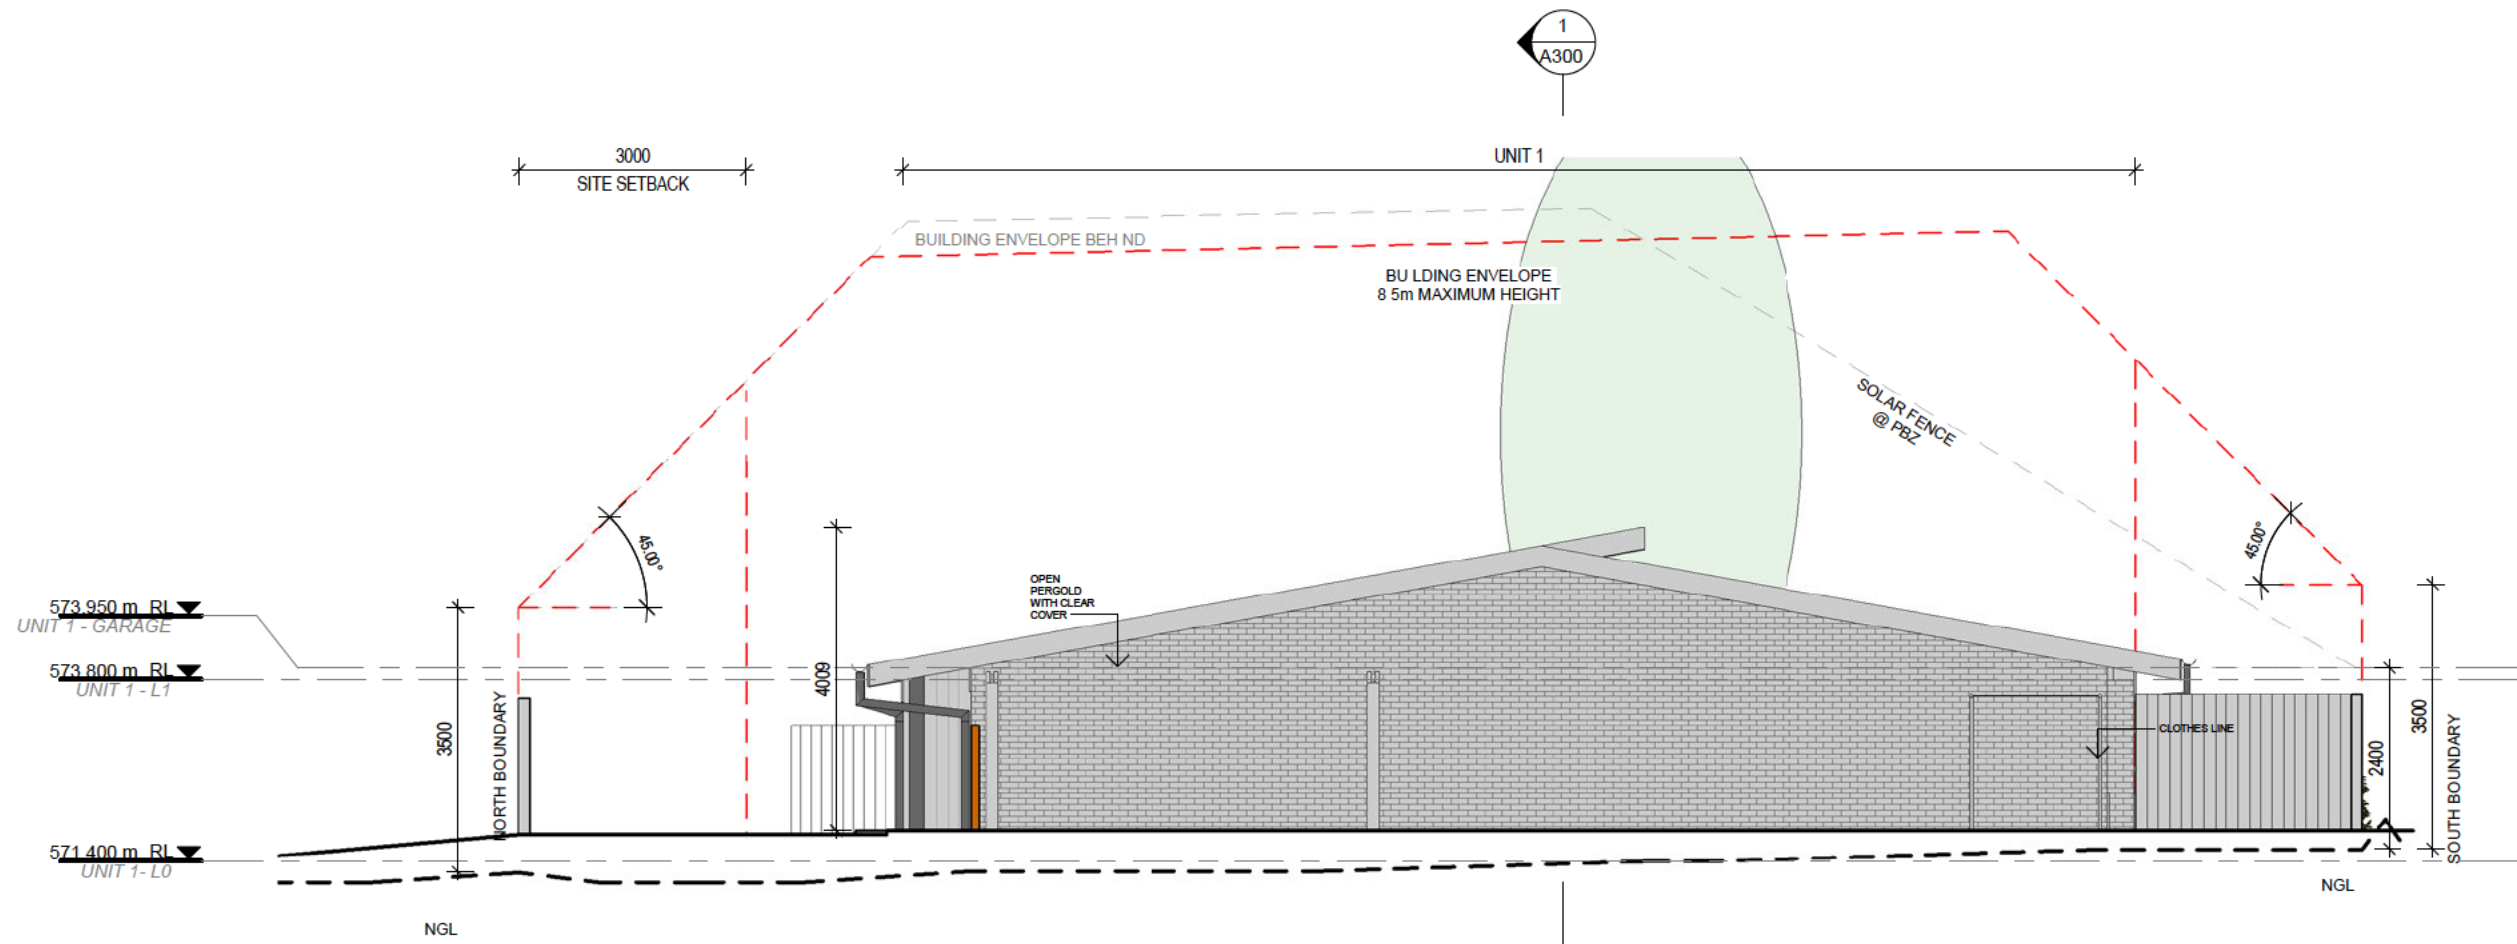 1
A300
3000
SITE SETBACK
UNIT 1
BUILDING ENVELOPE BEH ND
BU LDING ENVELOPE
8 5m MAXIMUM HEIGHT
SOLAR FENCE
@ PBZ
45.00°
45.00°
OPEN
PERGOLD
WITH CLEAR
COVER
573.950 m RL
UNIT 1 - GARAGE
573.800 m RL
UNIT 1 - L1
4009
3500
NORTH BOUNDARY
CLOTHES LINE
2400
3500
SOUTH BOUNDARY
571.400 m RL
UNIT 1- L0
NGL
NGL